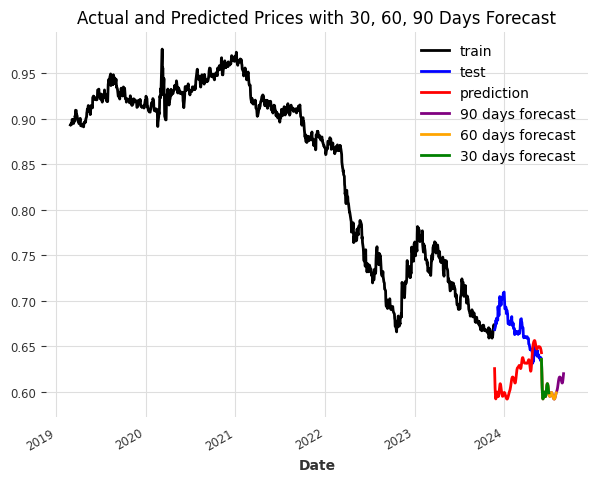 Actual and Predicted Prices with 30, 60, 90 Days Forecast
train
test
prediction
90 days forecast
60 days forecast
30 days forecast
0.95
0.90
0.85
0.80
0.75
0.70
0.65
0.60
2019
2020
2021
2022
2023
2024
Date